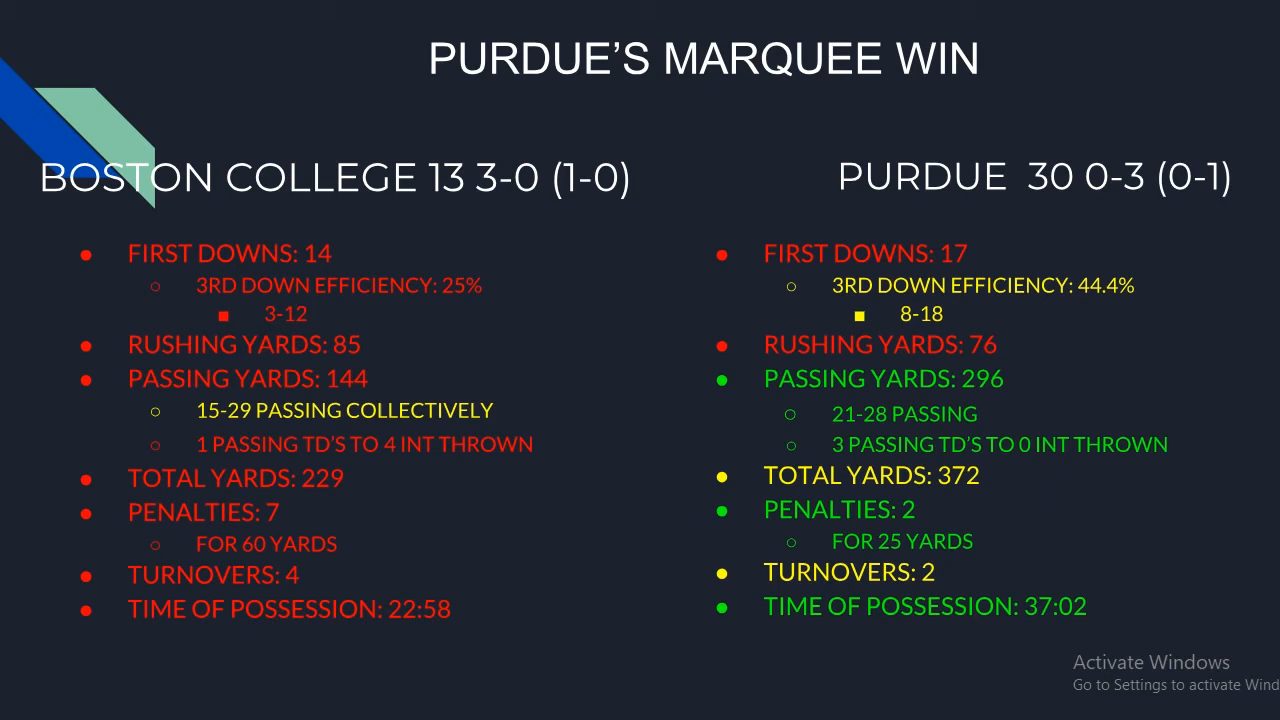 PURDUE'S MARQUEE WIN
BOSTON COLLEGE 13 3-0 (1-0)
● FIRST DOWNS: 14
○ 3RD DOWN EFFICIENCY: 25%
■ 3-12
● RUSHING YARDS: 85
● PASSING YARDS: 144
○ 15-29 PASSING COLLECTIVELY
○ 1 PASSING TD'S TO 4 INT THROWN
● TOTAL YARDS: 229
● PENALTIES: 7
○ FOR 60 YARDS
● TURNOVERS: 4
● TIME OF POSSESSION: 22:58
PURDUE 30 0-3 (0-1)
● FIRST DOWNS: 17
○ 3RD DOWN EFFICIENCY: 44.4%
■ 8-18
● RUSHING YARDS: 76
● PASSING YARDS: 296
○ 21-28 PASSING
○ 3 PASSING TD'S TO 0 INT THROWN
● TOTAL YARDS: 372
● PENALTIES: 2
○ FOR 25 YARDS
● TURNOVERS: 2
● TIME OF POSSESSION: 37:02
Activate Windows
Go to Settings to activate Wind